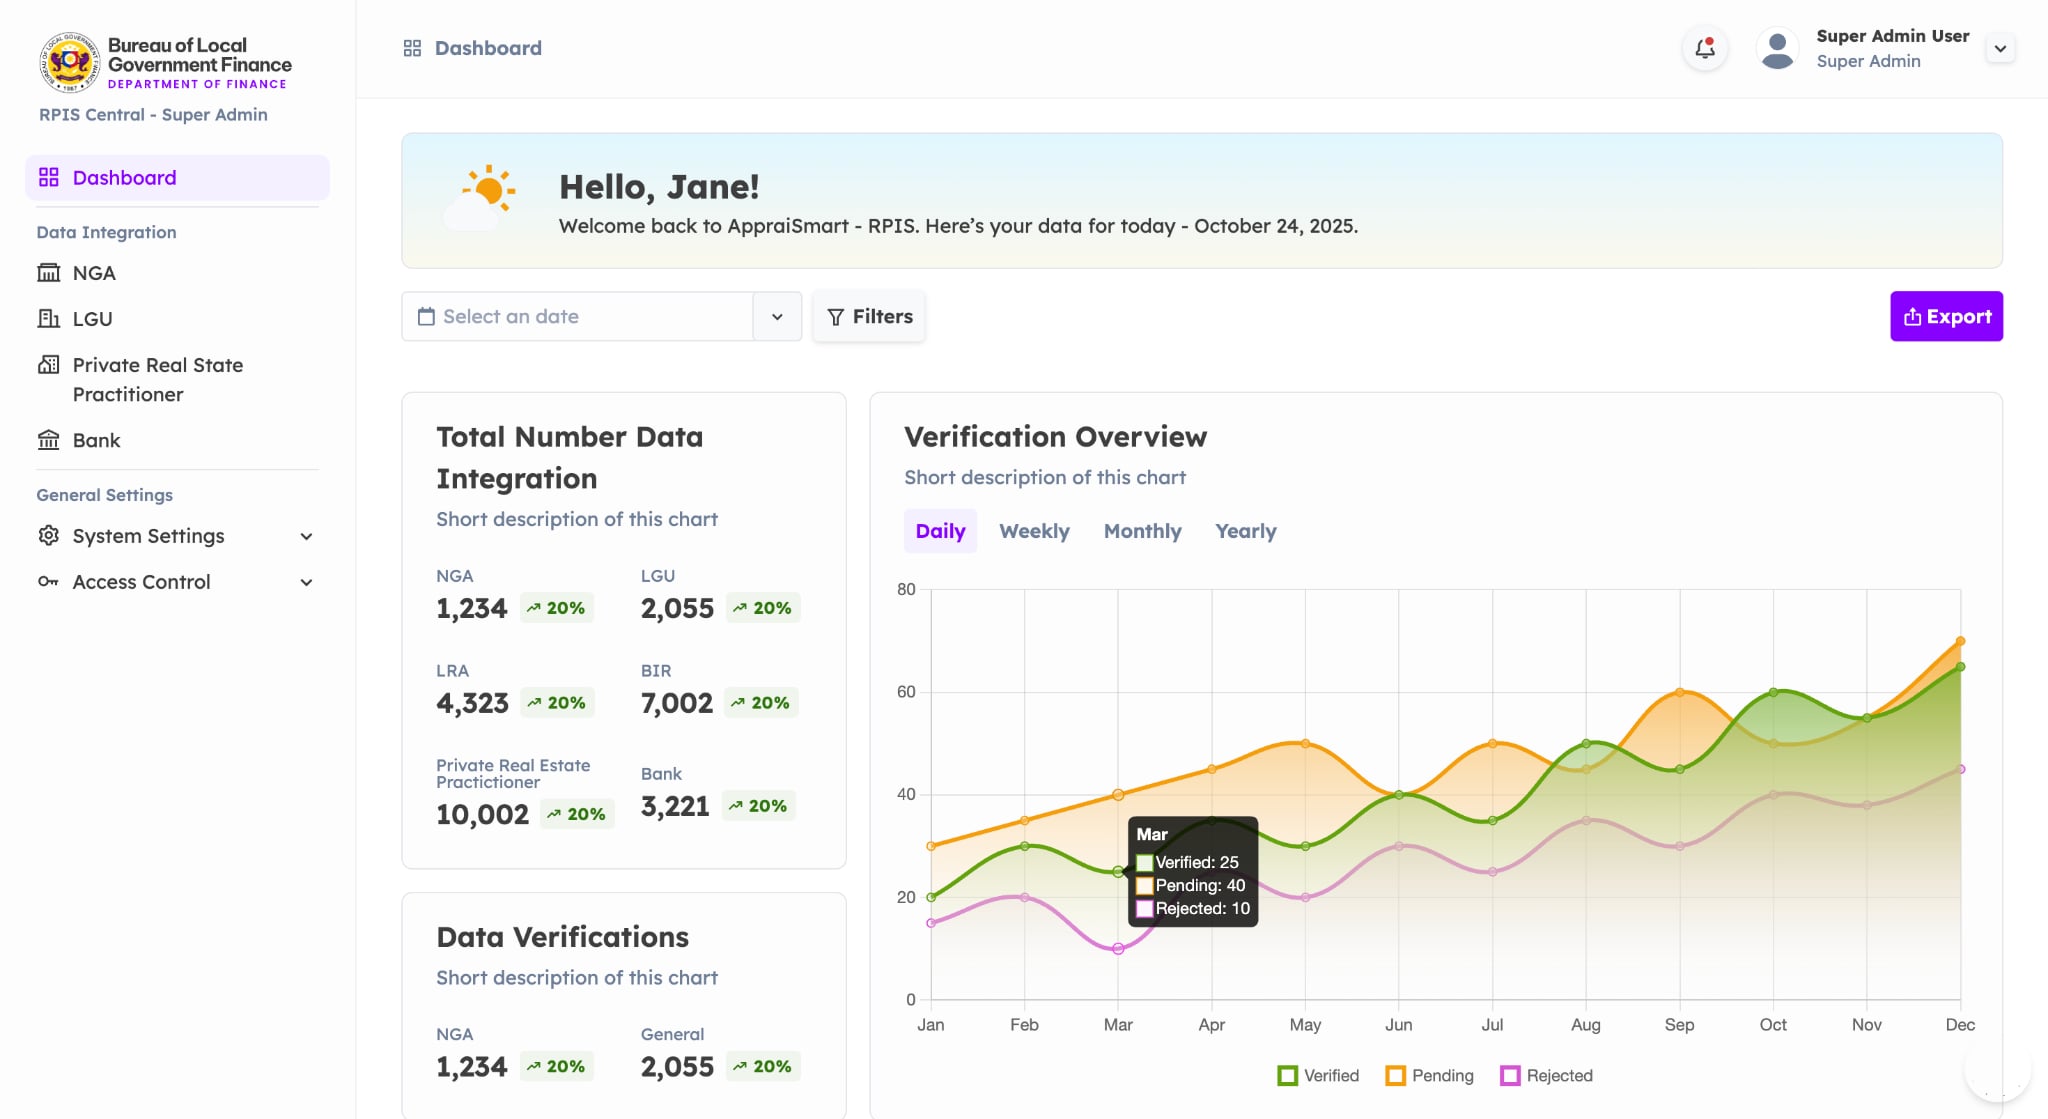 Bureau of Local
Government Finance
DEPARTMENT OF FINANCE
RPIS Central - Super Admin
Dashboard
Data Integration
NGA
LGU
Private Real State
Practitioner
Bank
General Settings
System Settings
Access Control
Dashboard
Super Admin User
Super Admin
Hello, Jane!
Welcome back to AppraiSmart - RPIS. Here’s your data for today - October 24, 2025.
Select an date
Filters
Export
Total Number Data
Integration
Short description of this chart
NGA
1,234 20%
LGU
2,055 20%
LRA
4,323 20%
BIR
7,002 20%
Private Real Estate
Practictioner
10,002 20%
Bank
3,221 20%
Data Verifications
Short description of this chart
NGA
1,234 20%
General
2,055 20%
Verification Overview
Short description of this chart
Daily Weekly Monthly Yearly
80
60
40
20
0
Mar
Verified: 25
Pending: 40
Rejected: 10
Jan Feb Mar Apr May Jun Jul Aug Sep Oct Nov Dec
Verified Pending Rejected